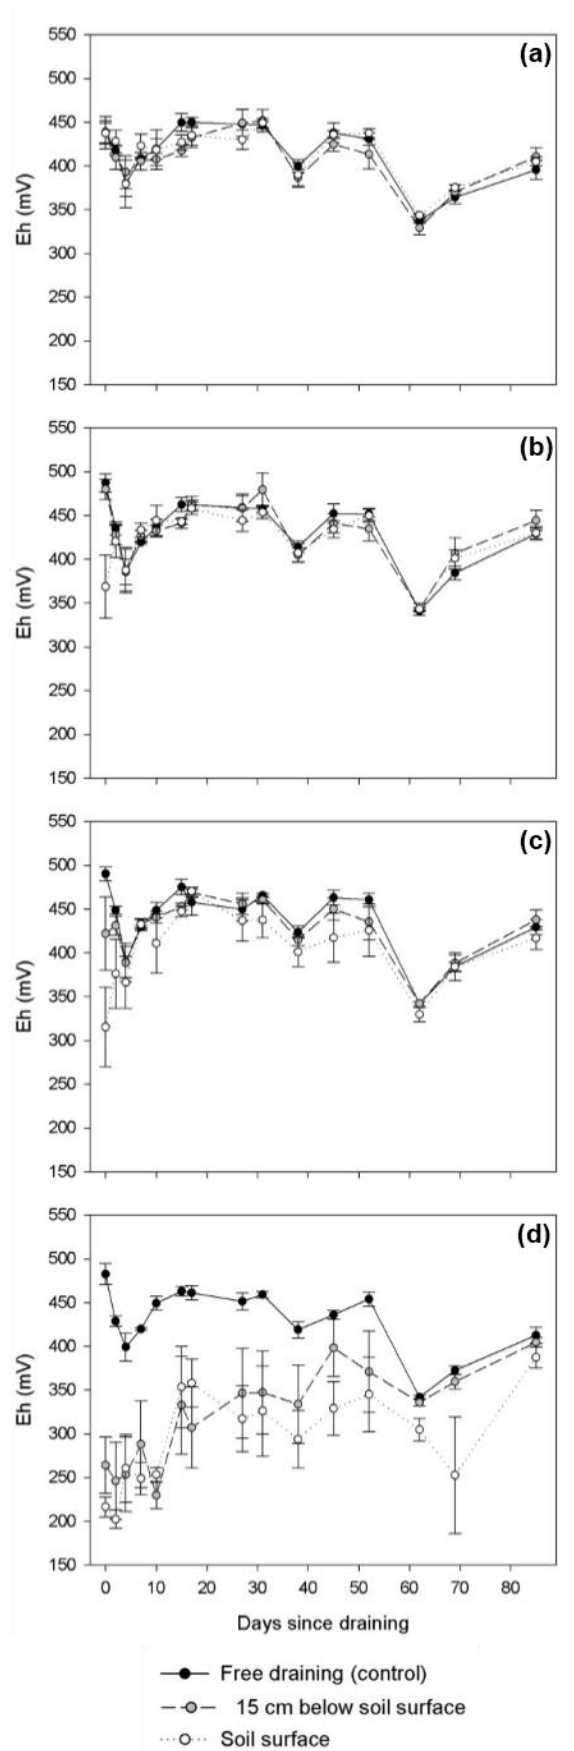 (a)
550
500
450
400
350
300
250
200
150
Eh (mV)
(b)
550
500
450
400
350
300
250
200
150
Eh (mV)
(c)
550
500
450
400
350
300
250
200
150
Eh (mV)
(d)
550
500
450
400
350
300
250
200
150
Eh (mV)
0 10 20 30 40 50 60 70 80
Days since draining
Free draining (control)
15 cm below soil surface
Soil surface